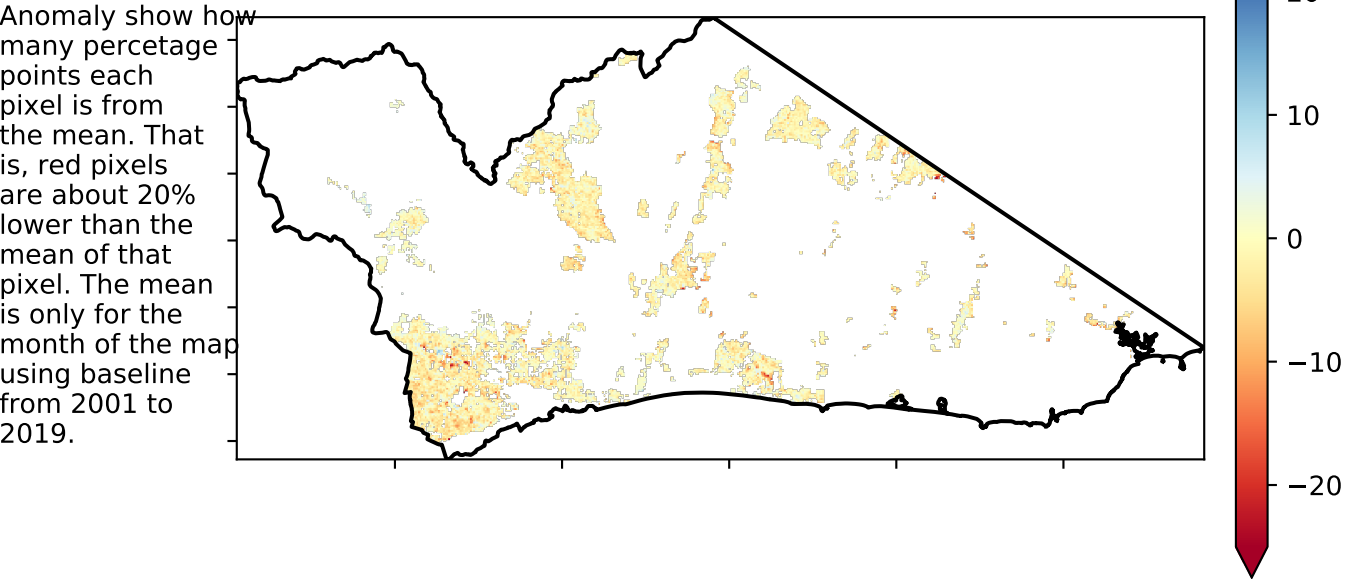 Anomaly show how
many percetage
points each
pixel is from
the mean. That
is, red pixels
are about 20%
lower than the
mean of that
pixel. The mean
is only for the
month of the map
using baseline
from 2001 to
2019.
10
0
−10
−20